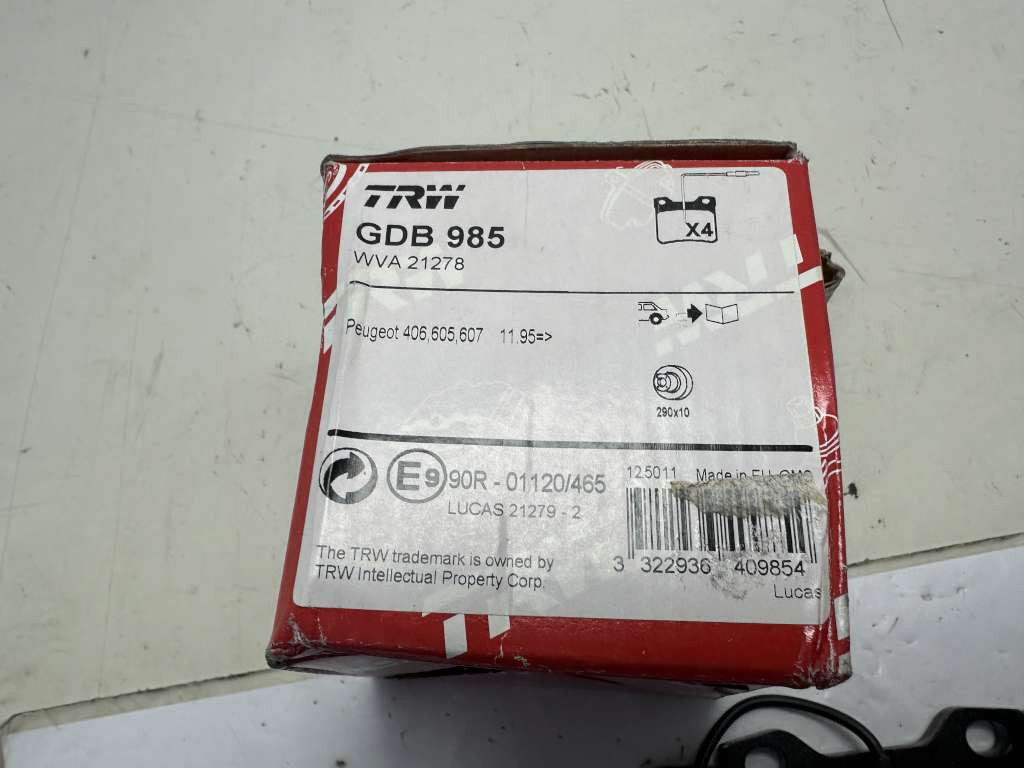 TRW
GDB 985
WVA 21278
X4
Peugeot 406,605,607 11.95=>
290x10
E9 90R - 01120/465
LUCAS 21279 - 2
125011 Made in EU-
The TRW trademark is owned by
TRW Intellectual Property Corp.
3 322936 409854
Lucas